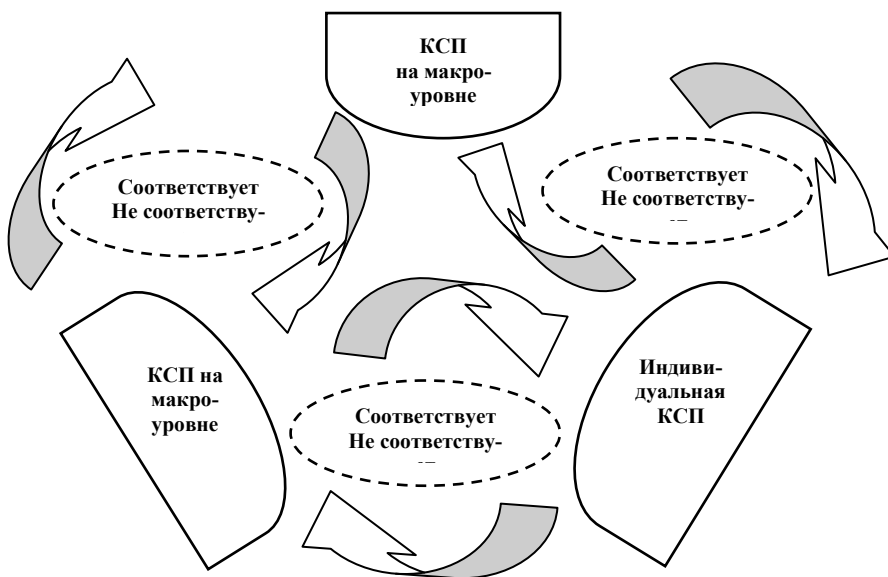 КСП
на макро-
уровне
Соответствует
Не соответству-
Соответствует
Не соответству-
КСП на
макро-
уровне
Индиви-
дуальная
КСП
Соответствует
Не соответству-